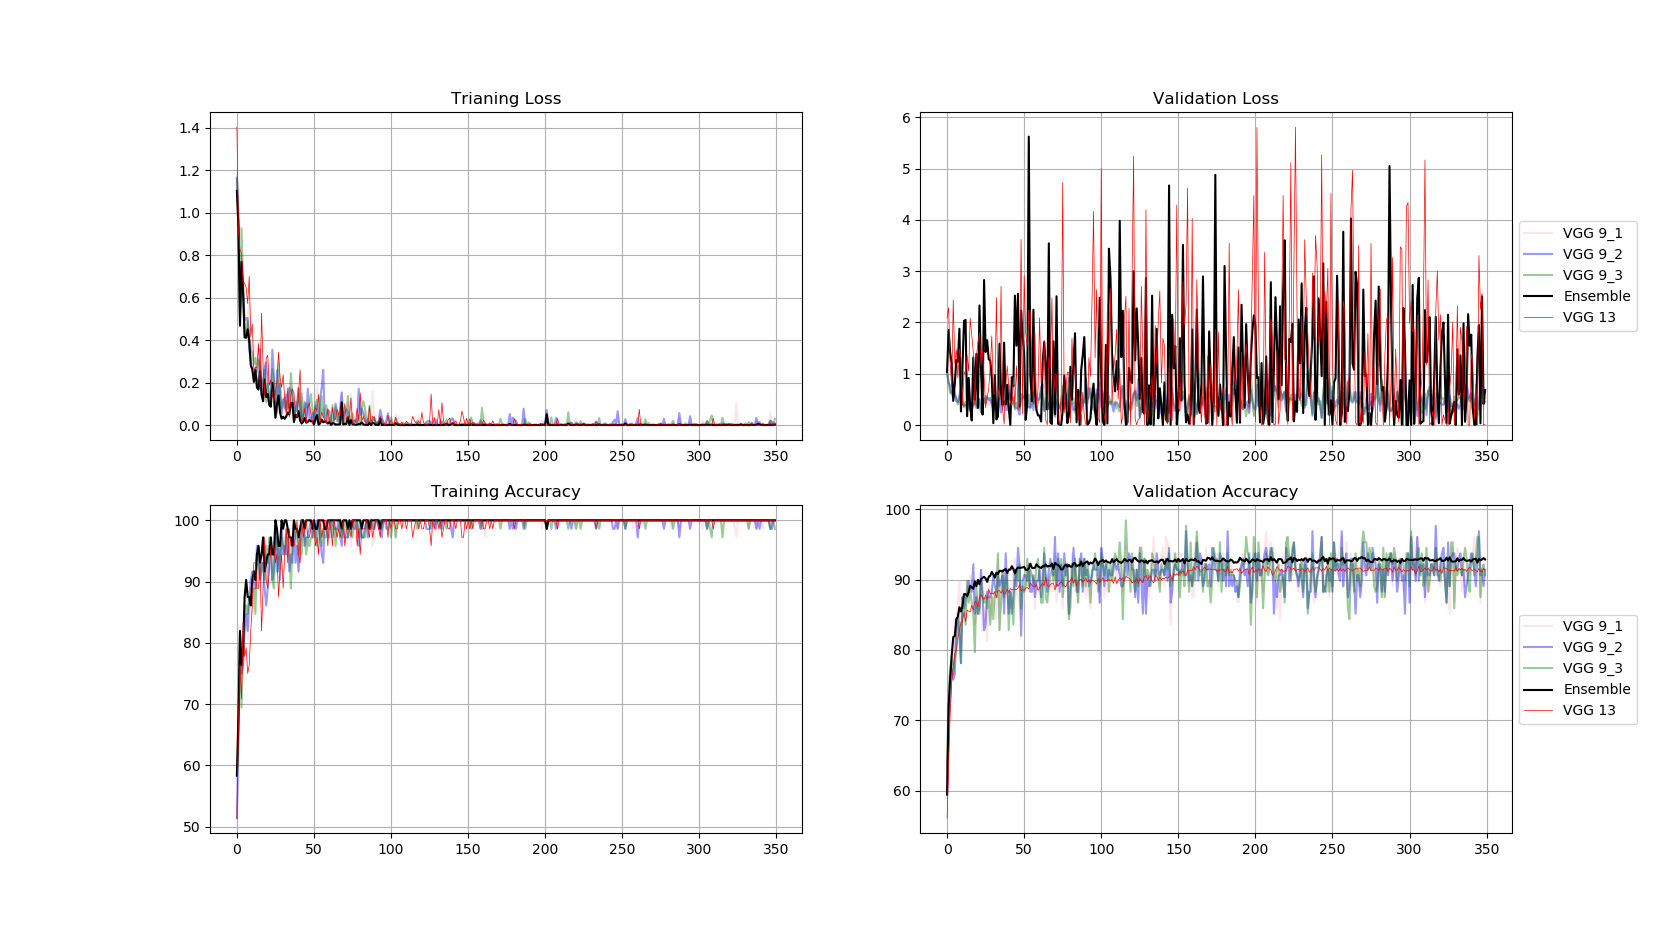 Trianing Loss
1.4
1.2
1.0
0.8
0.6
0.4
0.2
0.0
0 50 100 150 200 250 300 350
Validation Loss
6
5
4
3
2
1
0
0 50 100 150 200 250 300 350
VGG 9_1
VGG 9_2
VGG 9_3
Ensemble
VGG 13
Training Accuracy
100
90
80
70
60
50
0 50 100 150 200 250 300 350
Validation Accuracy
100
90
80
70
60
0 50 100 150 200 250 300 350
VGG 9_1
VGG 9_2
VGG 9_3
Ensemble
VGG 13